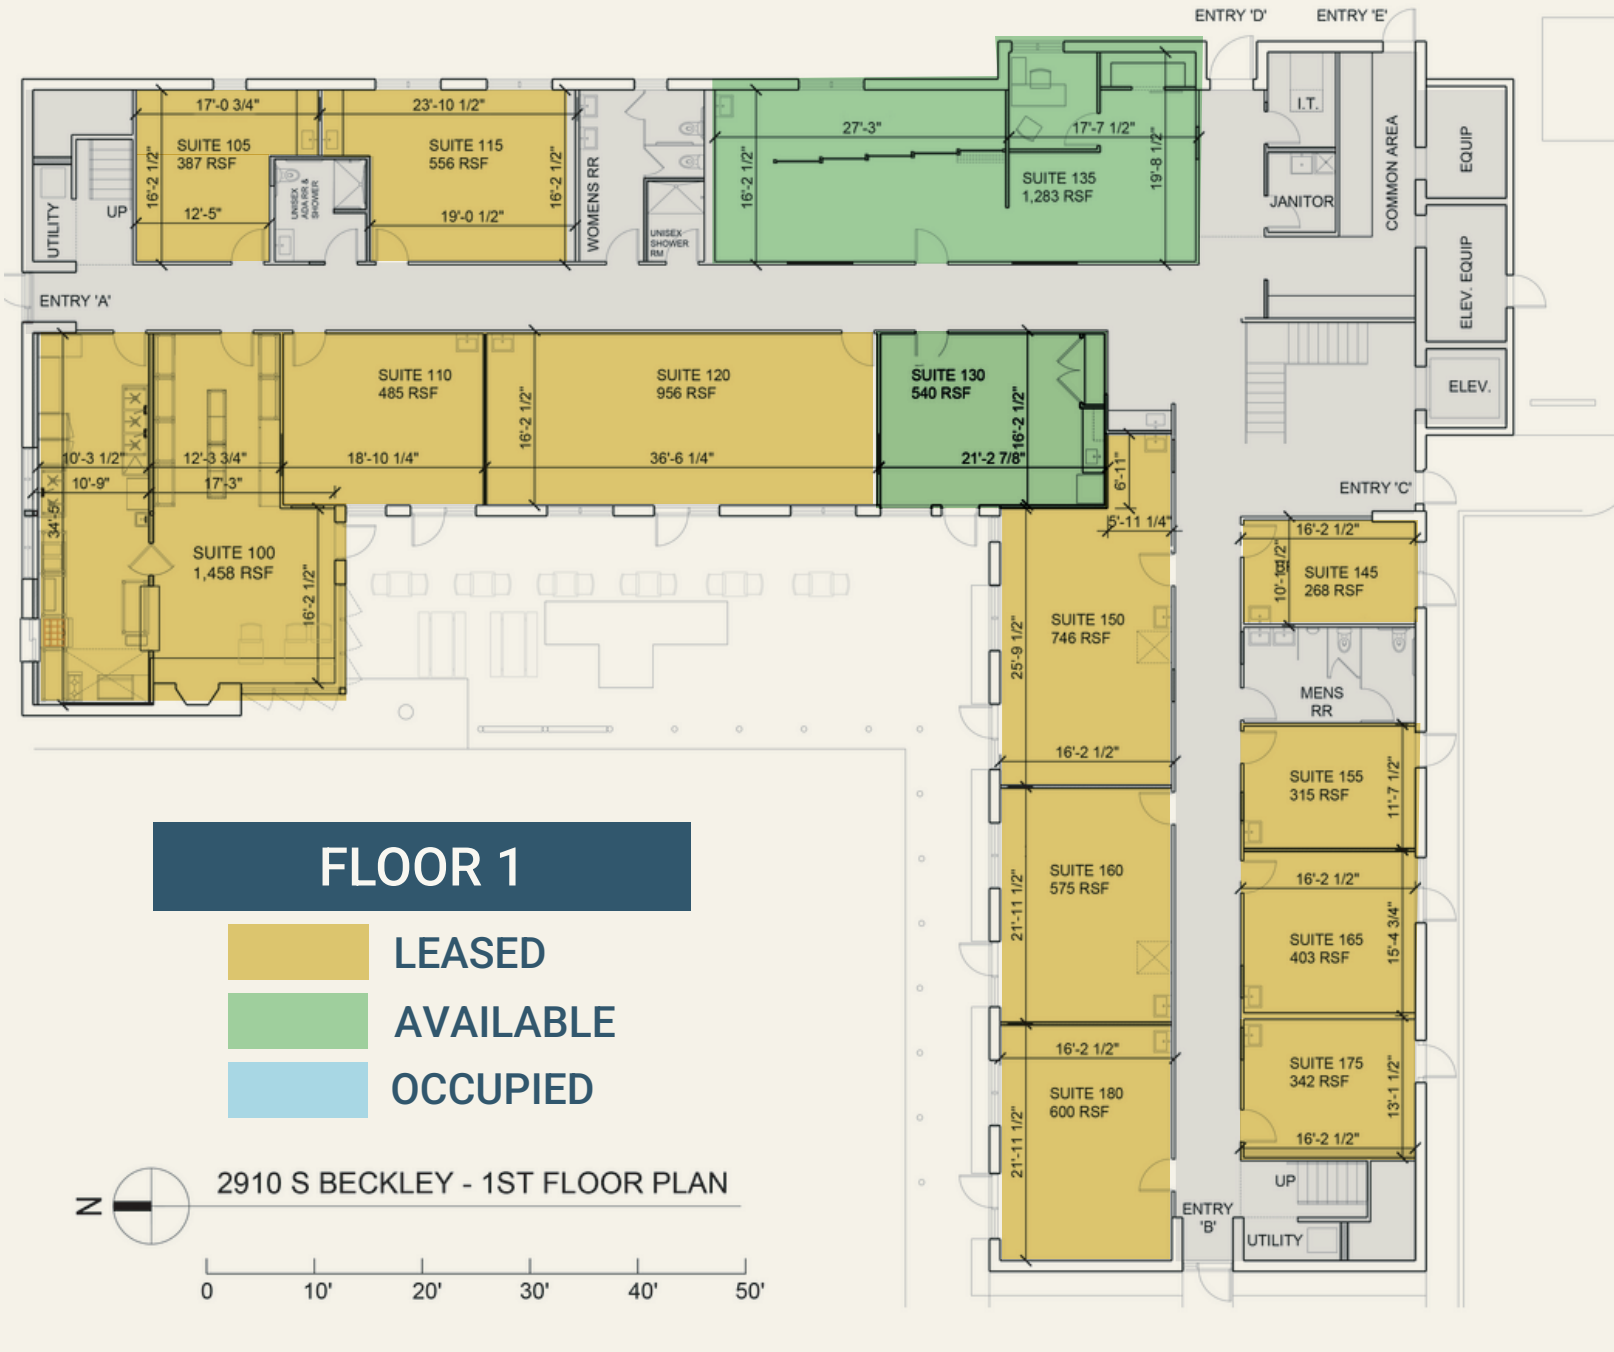 ENTRY 'D'
ENTRY 'E'
17'-0 3/4"
23'-10 1/2"
SUITE 105
387 RSF
16'-2 1/2"
12'-5"
UTILITY
UP
UNISEX
ADA RR &
SHOWER
SUITE 115
556 RSF
16'-2 1/2"
19'-0 1/2"
WOMENS RR
UNISEX
SHOWER
RM
27'-3"
17'-7 1/2"
16'-2 1/2"
19'-8 1/2"
SUITE 135
1,283 RSF
I.T.
JANITOR
COMMON AREA
EQUIP
ELEV. EQUIP
ELEV.
ENTRY 'A'
SUITE 110
485 RSF
18'-10 1/4"
SUITE 120
956 RSF
16'-2 1/2"
36'-6 1/4"
SUITE 130
540 RSF
16'-2 1/2"
21'-2 7/8"
10'-3 1/2"
12'-3 3/4"
10'-9"
17'-3"
34'-5"
SUITE 100
1,458 RSF
16'-2 1/2"
6'-11"
5'-11 1/4"
ENTRY 'C'
16'-2 1/2"
SUITE 145
268 RSF
SUITE 150
746 RSF
25'-9 1/2"
16'-2 1/2"
MENS
RR
SUITE 155
315 RSF
11'-7 1/2"
SUITE 160
575 RSF
21'-11 1/2"
16'-2 1/2"
SUITE 165
403 RSF
15'-4 3/4"
16'-2 1/2"
SUITE 180
600 RSF
21'-11 1/2"
SUITE 175
342 RSF
13'-1 1/2"
16'-2 1/2"
UP
ENTRY
'B'
UTILITY
FLOOR 1
LEASED
AVAILABLE
OCCUPIED
N
2910 S BECKLEY - 1ST FLOOR PLAN
0 10' 20' 30' 40' 50'